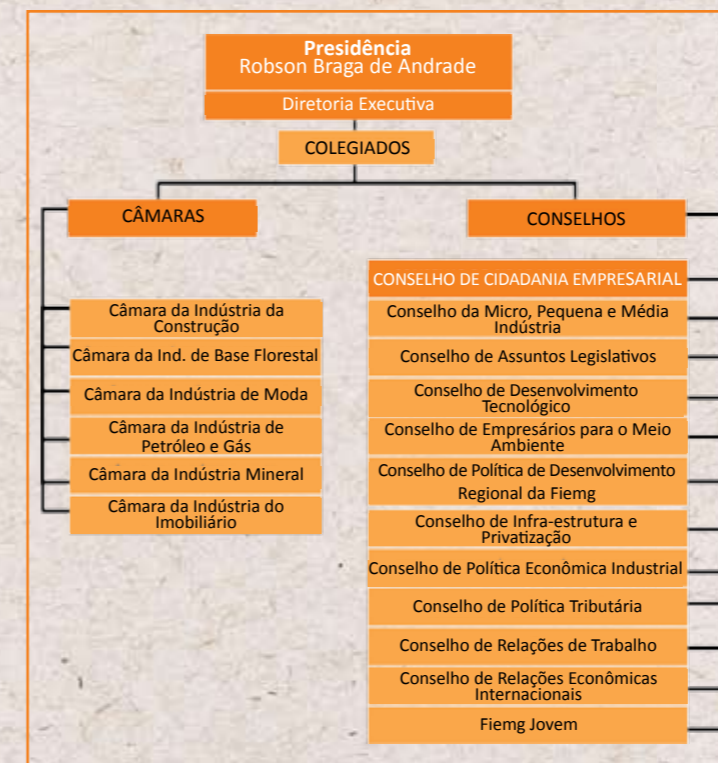 Presidência
Robson Braga de Andrade
Diretoria Executiva
COLEGIADOS
CÂMARAS
Câmara da Indústria da
Construção
Câmara da Ind. de Base Florestal
Câmara da Indústria de Moda
Câmara da Indústria de
Petróleo e Gás
Câmara da Indústria Mineral
Câmara da Indústria do
Imobiliário
CONSELHOS
CONSELHO DE CIDADANIA EMPRESARIAL
Conselho da Micro, Pequena e Média
Indústria
Conselho de Assuntos Legislativos
Conselho de Desenvolvimento
Tecnológico
Conselho de Empresários para o Meio
Ambiente
Conselho de Política de Desenvolvimento
Regional da Fiemg
Conselho de Infra-estrutura e
Privatização
Conselho de Política Econômica Industrial
Conselho de Política Tributária
Conselho de Relações de Trabalho
Conselho de Relações Econômicas
Internacionais
Fiemg Jovem